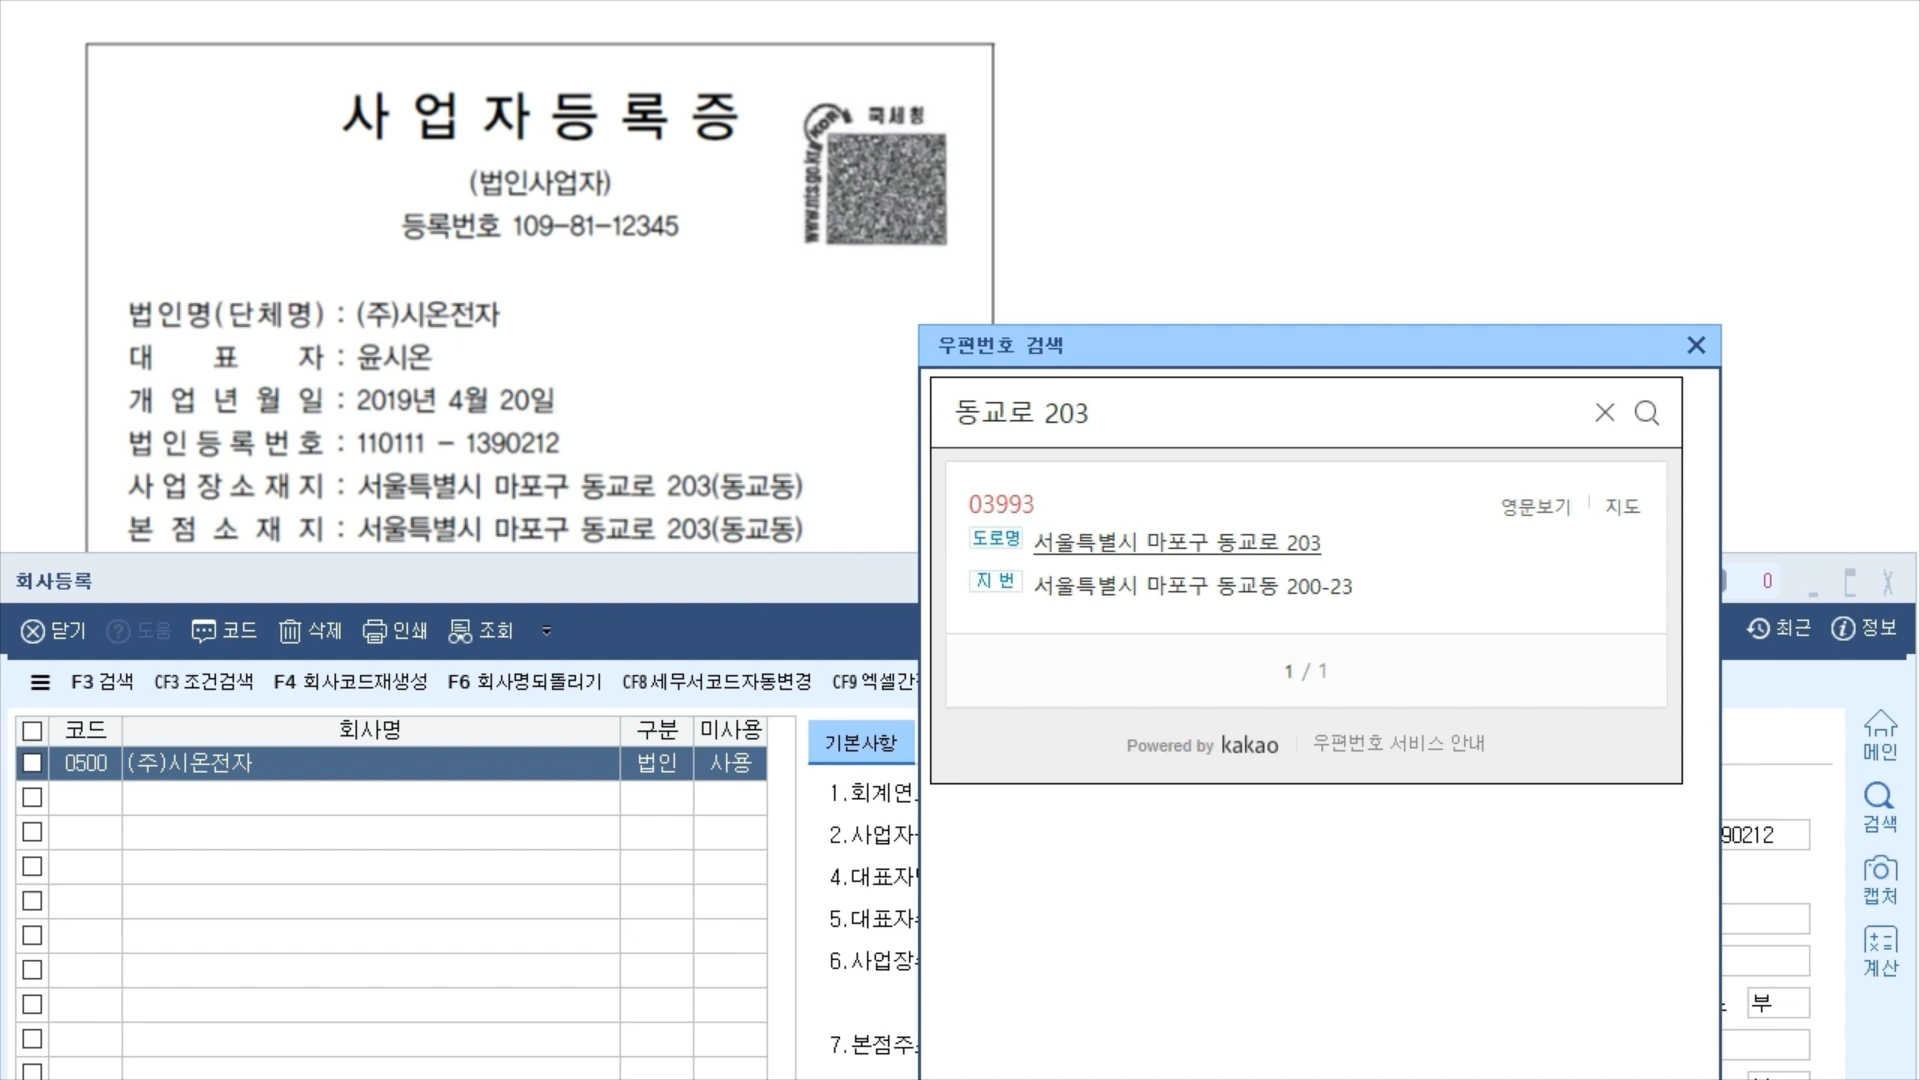 사업자등록증
국세청
www.nts.go.kr
(법인사업자)
등록번호 109-81-12345
법인명(단체명) : (주)시온전자
대 표 자 : 윤시온
개 업 년 월 일 : 2019년 4월 20일
법인등록번호 : 110111 - 1390212
사업장소재지 : 서울특별시 마포구 동교로 203(동교동)
본 점 소 재 지 : 서울특별시 마포구 동교로 203(동교동)
우편번호 검색
동교로 203
03993
영문보기 지도
도로명 서울특별시 마포구 동교로 203
지번 서울특별시 마포구 동교동 200-23
1 / 1
Powered by kakao 우편번호 서비스 안내
회사등록
0
닫기 도움 코드 삭제 인쇄 조회
최근 정보
F3 검색 CF3 조건검색 F4 회사코드재생성 F6 회사명되돌리기 CF8 세무서코드자동변경 CF9 엑셀간
코드 회사명 구분 미사용
0500 (주)시온전자 법인 사용
기본사항
1.회계연
2.사업자
90212
4.대표자
5.대표자
6.사업장
부
7.본점주
메인
검색
캡처
계산